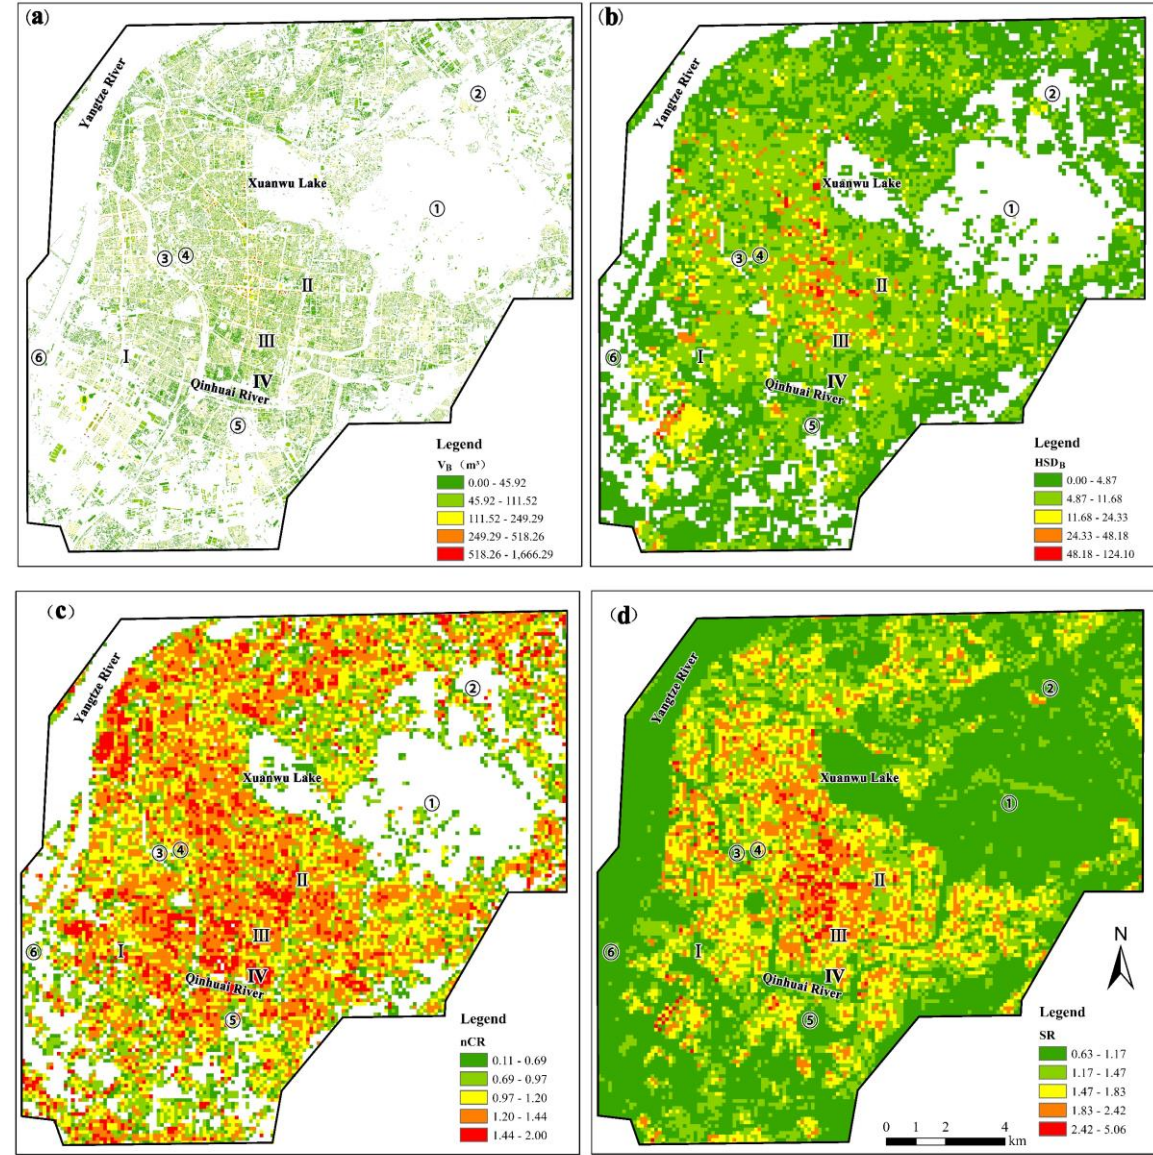 (a)
Yangtze River
②
Xuanwu Lake
①
③
④
Ⅱ
Ⅲ
⑥
Ⅰ
Ⅳ
Qinhuai River
⑤
Legend
V_B (m³)
0.00 - 45.92
45.92 - 111.52
111.52 - 249.29
249.29 - 518.26
518.26 - 1,666.29
(b)
Yangtze River
②
Xuanwu Lake
①
③
④
Ⅱ
Ⅲ
⑥
Ⅰ
Ⅳ
Qinhuai River
⑤
Legend
HSD_B
0.00 - 4.87
4.87 - 11.68
11.68 - 24.33
24.33 - 48.18
48.18 - 124.10
(c)
Yangtze River
②
Xuanwu Lake
①
③
④
Ⅱ
Ⅲ
⑥
Ⅰ
Ⅳ
Qinhuai River
⑤
Legend
nCR
0.11 - 0.69
0.69 - 0.97
0.97 - 1.20
1.20 - 1.44
1.44 - 2.00
(d)
Yangtze River
②
Xuanwu Lake
①
③
④
Ⅱ
Ⅲ
⑥
Ⅰ
Ⅳ
Qinhuai River
⑤
N
Legend
SR
0.63 - 1.17
1.17 - 1.47
1.47 - 1.83
1.83 - 2.42
2.42 - 5.06
0 1 2 4
km